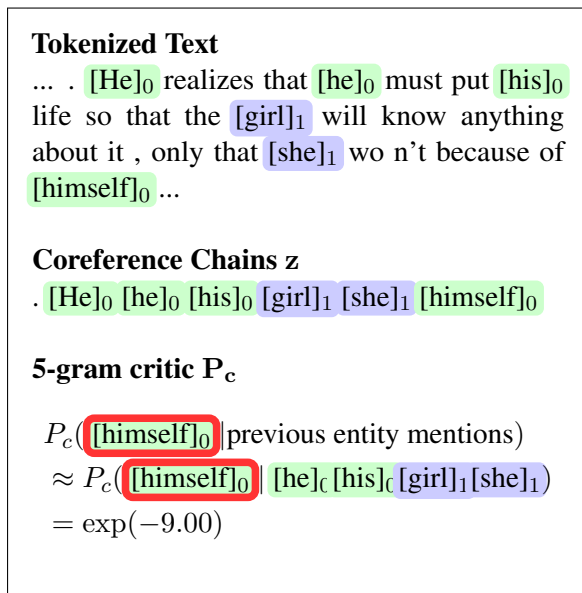 Tokenized Text
... . [He]₀ realizes that [he]₀ must put [his]₀
life so that the [girl]₁ will know anything
about it , only that [she]₁ wo n't because of
[himself]₀ ...
Coreference Chains z
. [He]₀ [he]₀ [his]₀ [girl]₁ [she]₁ [himself]₀
5-gram critic P_c
P_c( [himself]₀ |previous entity mentions)
≈ P_c( [himself]₀ | [he]₀ [his]₀ [girl]₁ [she]₁)
= exp(−9.00)